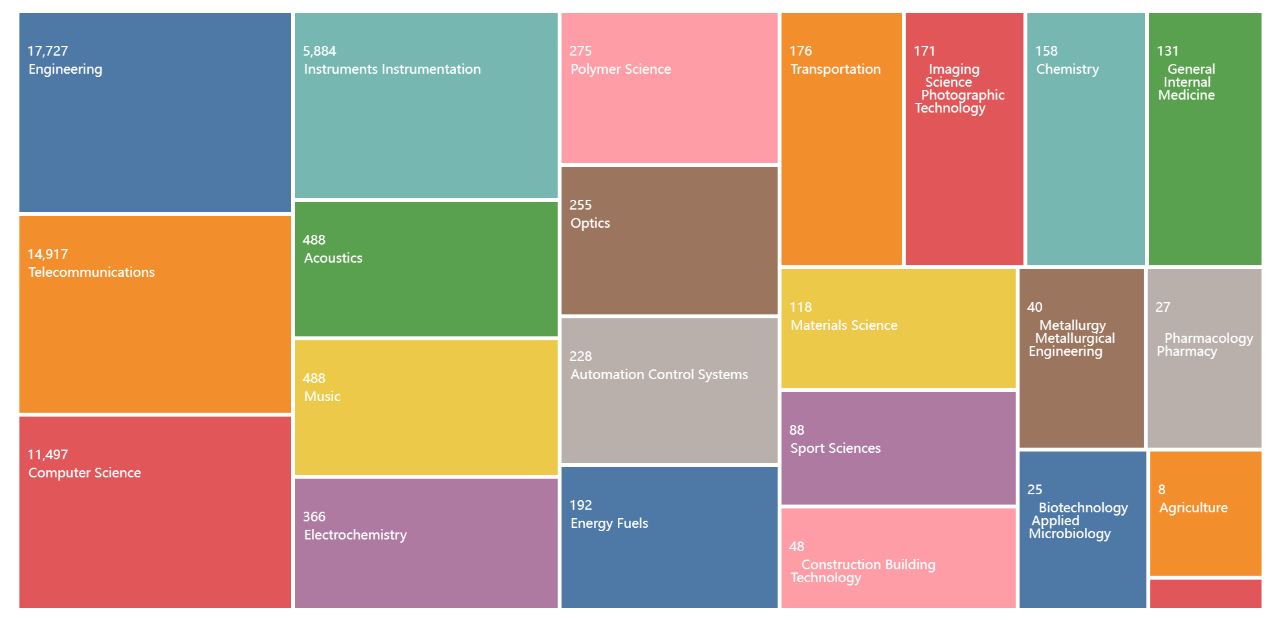 17,727
Engineering
14,917
Telecommunications
11,497
Computer Science
5,884
Instruments Instrumentation
488
Acoustics
488
Music
366
Electrochemistry
275
Polymer Science
255
Optics
228
Automation Control Systems
192
Energy Fuels
176
Transportation
171
Imaging
Science
Photographic
Technology
158
Chemistry
131
General
Internal
Medicine
118
Materials Science
88
Sport Sciences
48
Construction Building
Technology
40
Metallurgy
Metallurgical
Engineering
27
Pharmacology
Pharmacy
25
Biotechnology
Applied
Microbiology
8
Agriculture